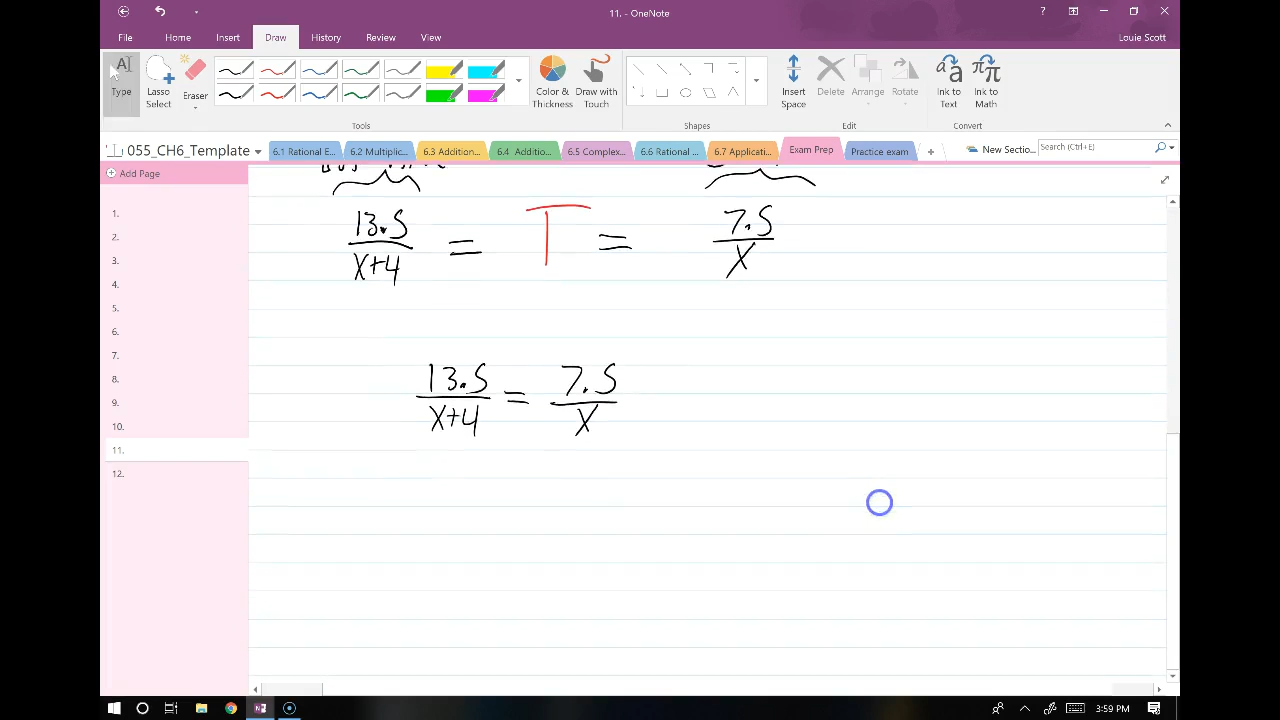 11. - OneNote
?
File Home Insert Draw History Review View
Louie Scott
Type
Lasso Select
Eraser
Color & Thickness
Draw with Touch
Insert Space
Delete
Arrange
Rotate
Ink to Text
Ink to Math
Tools
Shapes
Edit
Convert
055_CH6_Template
6.1 Rational E...
6.2 Multiplic...
6.3 Addition...
6.4 Additio...
6.5 Complex...
6.6 Rational ...
6.7 Applicati...
Exam Prep
Practice exam
+
New Sectio...
Search (Ctrl+E)
Add Page
1.
2.
3.
4.
5.
6.
7.
8.
9.
10.
11.
12.
13.5/x+4 = T = 7.5/x
13.5/x+4 = 7.5/x
3:59 PM